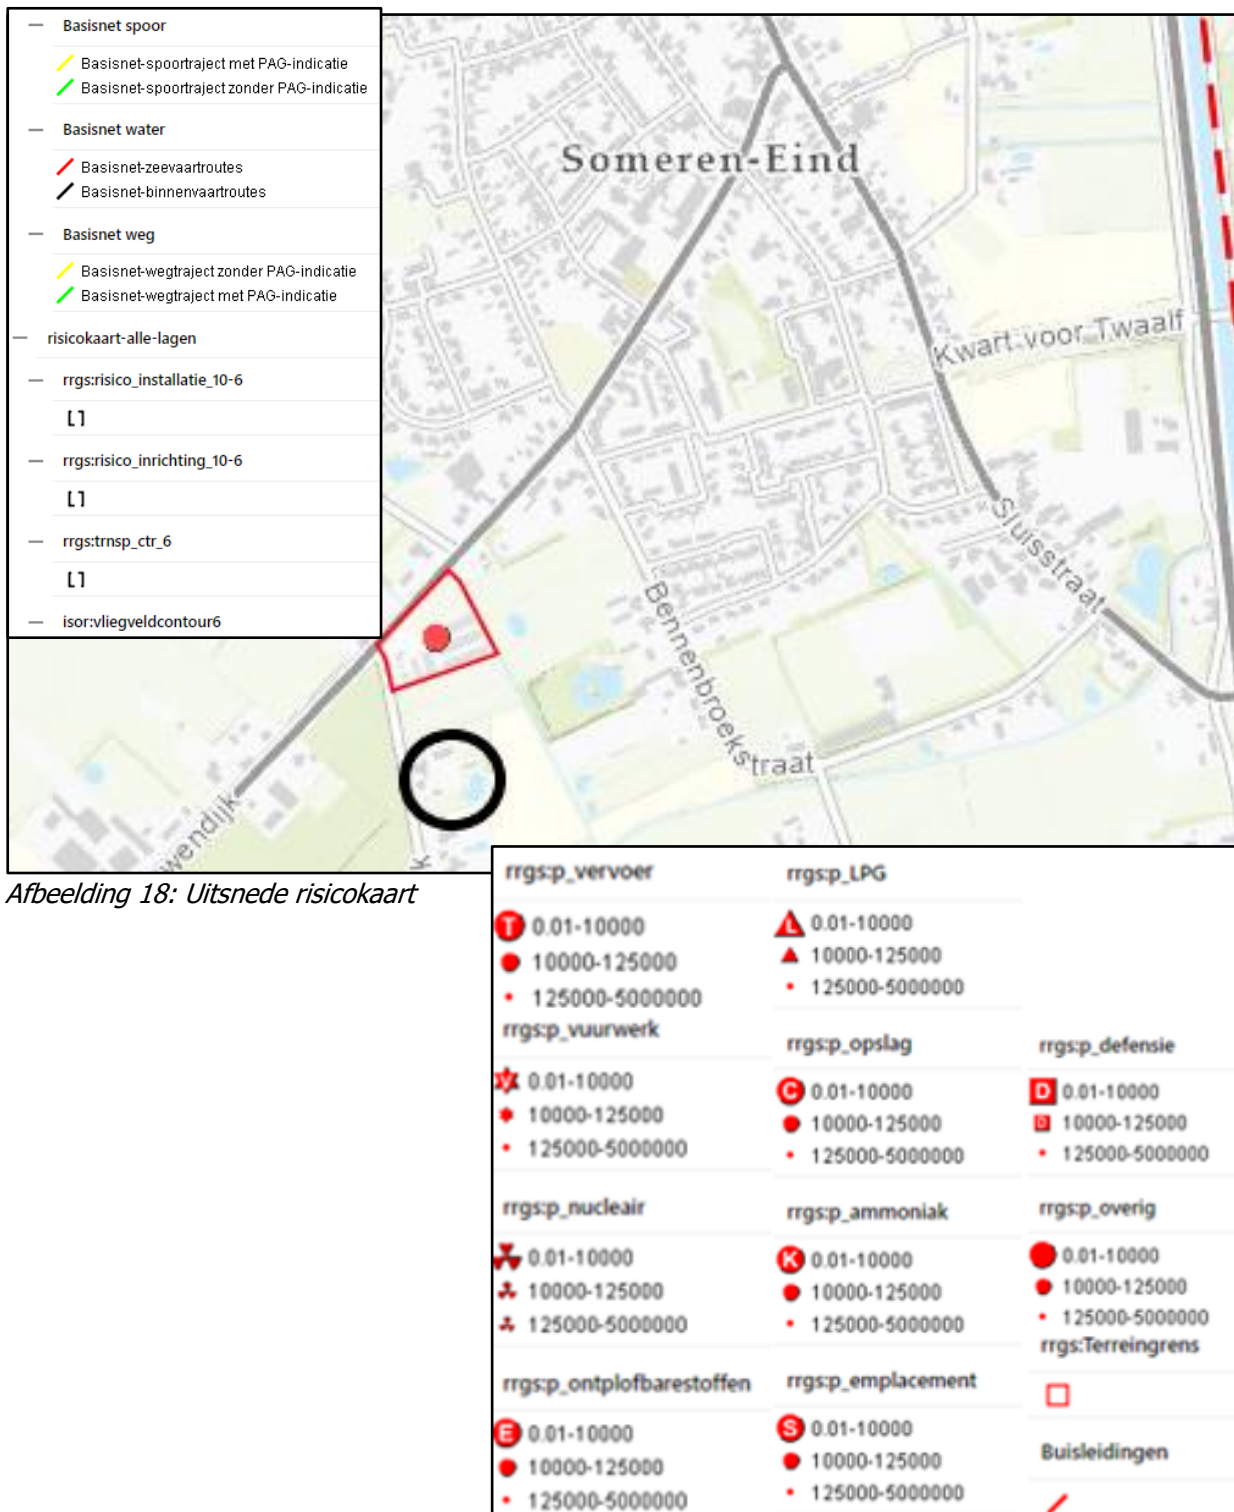 Basisnet spoor
Basisnet-spoortraject met PAG-indicatie
Basisnet-spoortraject zonder PAG-indicatie
Basisnet water
Basisnet-zeevaartroutes
Basisnet-binnenvaartroutes
Basisnet weg
Basisnet-wegtraject zonder PAG-indicatie
Basisnet-wegtraject met PAG-indicatie
risicokaart-alle-lagen
rrgs:risico_installatie_10-6
rrgs:risico_inrichting_10-6
rrgs:trnsp_ctr_6
isor:vliegveldcontour6
Someren-Eind
Kwart voor Twaalf
Sluisstraat
Bennenbroekstraat
wendijk
k
Afbeelding 18: Uitsnede risicokaart
rrgs:p_vervoer
T 0.01-10000
10000-125000
125000-5000000
rrgs:p_vuurwerk
V 0.01-10000
10000-125000
125000-5000000
rrgs:p_nucleair
0.01-10000
10000-125000
125000-5000000
rrgs:p_ontplofbarestoffen
E 0.01-10000
10000-125000
125000-5000000
rrgs:p_LPG
L 0.01-10000
10000-125000
125000-5000000
rrgs:p_opslag
C 0.01-10000
10000-125000
125000-5000000
rrgs:p_ammoniak
K 0.01-10000
10000-125000
125000-5000000
rrgs:p_emplacement
S 0.01-10000
10000-125000
125000-5000000
rrgs:p_defensie
D 0.01-10000
D 10000-125000
125000-5000000
rrgs:p_overig
0.01-10000
10000-125000
125000-5000000
rrgs:Terreingrens
Buisleidingen